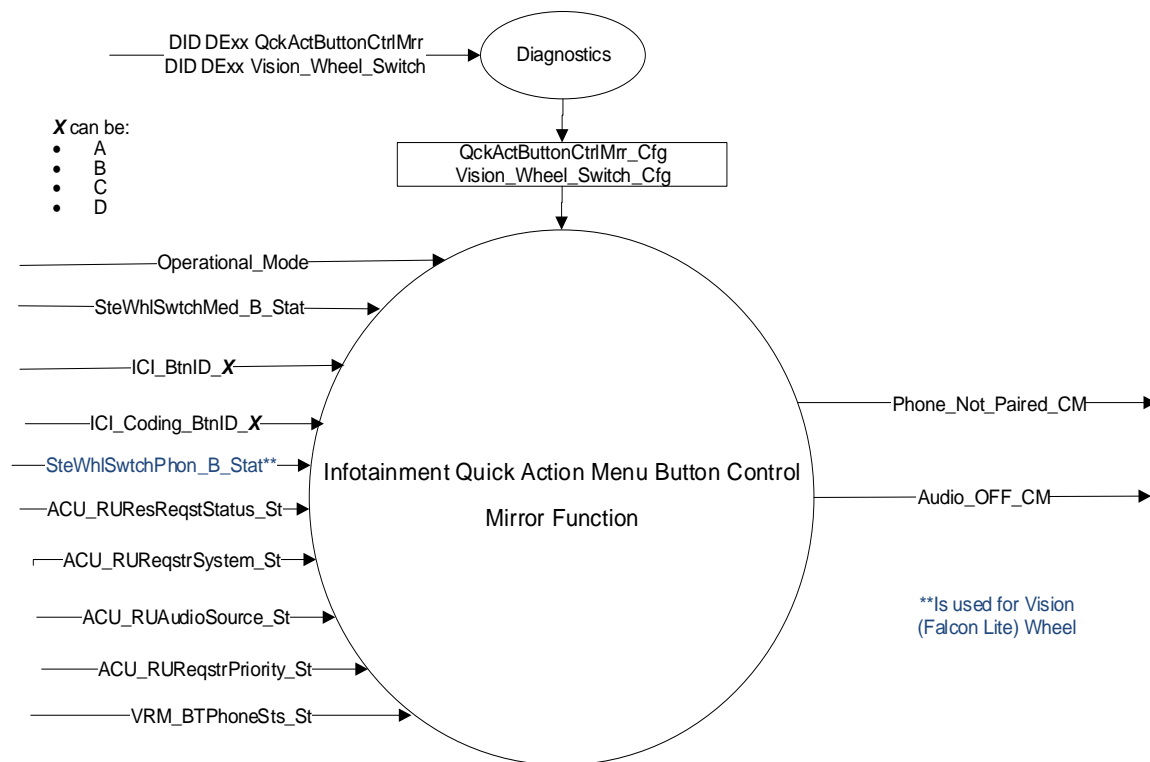 DID DExx QckActButtonCtrlMrr
DID DExx Vision_Wheel_Switch
Diagnostics
X can be:
• A
• B
• C
• D
QckActButtonCtrlMrr_Cfg
Vision_Wheel_Switch_Cfg
Operational_Mode
SteWhlSwtchMed_B_Stat
ICI_BtnID_X
ICI_Coding_BtnID_X
SteWhlSwtchPhon_B_Stat**
ACU_RUResReqstStatus_St
ACU_RUReqstrSystem_St
ACU_RUAudioSource_St
ACU_RUReqstrPriority_St
VRM_BTPhoneSts_St
Infotainment Quick Action Menu Button Control
Mirror Function
Phone_Not_Paired_CM
Audio_OFF_CM
**Is used for Vision
(Falcon Lite) Wheel